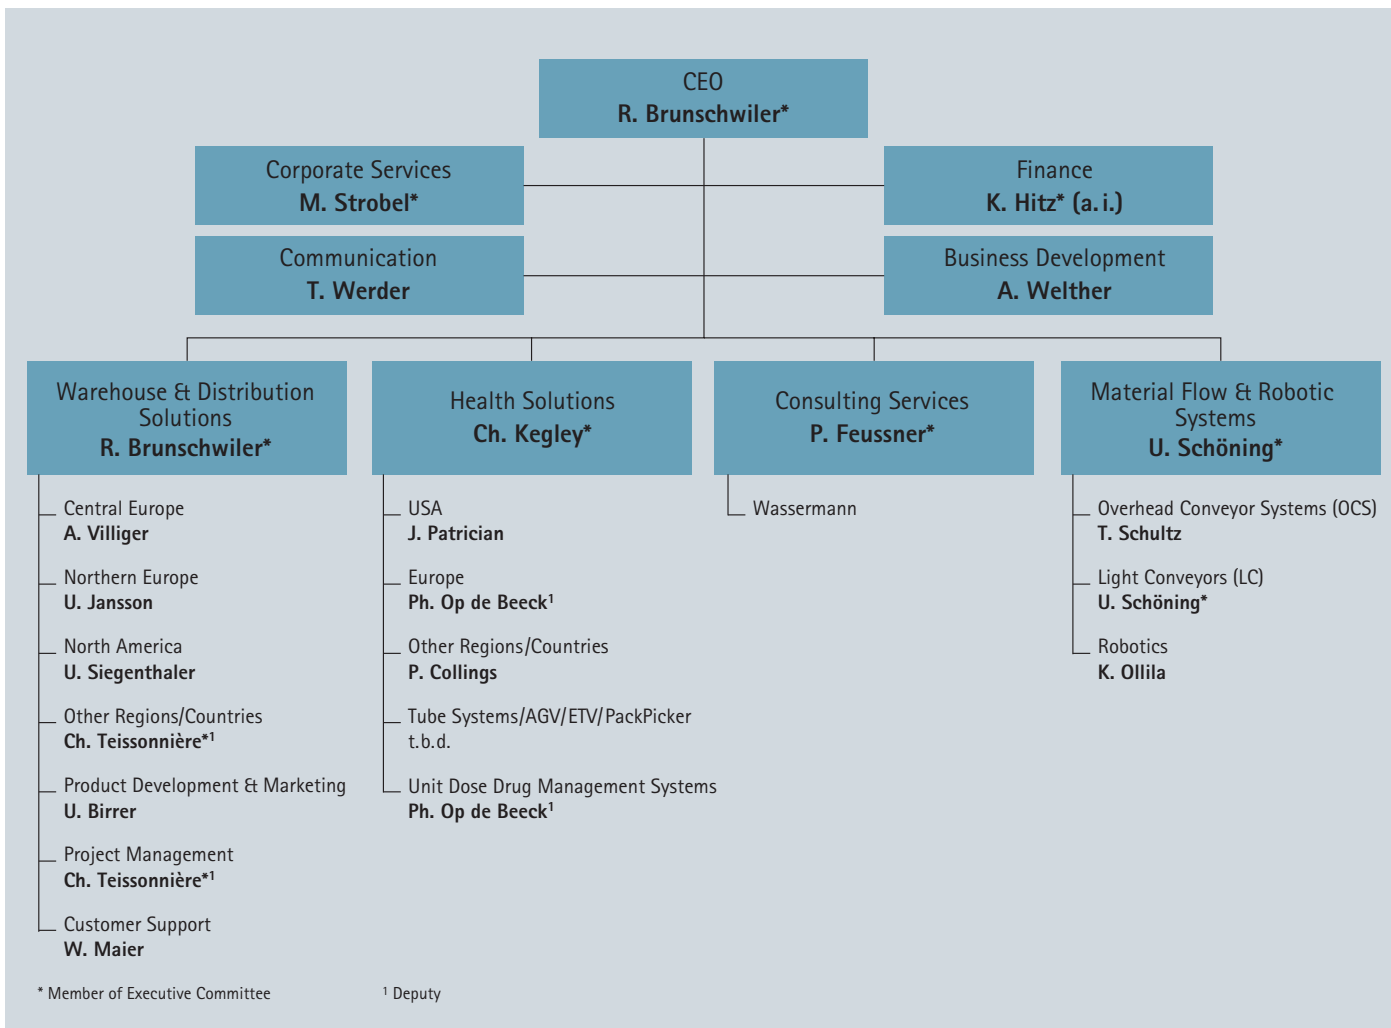 CEO
R. Brunschwiler*
Corporate Services
M. Strobel*
Finance
K. Hitz* (a.i.)
Communication
T. Werder
Business Development
A. Welther
Warehouse & Distribution
Solutions
R. Brunschwiler*
Central Europe
A. Villiger
Northern Europe
U. Jansson
North America
U. Siegenthaler
Other Regions/Countries
Ch. Teissonnière*¹
Product Development & Marketing
U. Birrer
Project Management
Ch. Teissonnière*¹
Customer Support
W. Maier
Health Solutions
Ch. Kegley*
USA
J. Patrician
Europe
Ph. Op de Beeck¹
Other Regions/Countries
P. Collings
Tube Systems/AGV/ETV/PackPicker
t.b.d.
Unit Dose Drug Management Systems
Ph. Op de Beeck¹
Consulting Services
P. Feussner*
Wassermann
Material Flow & Robotic
Systems
U. Schöning*
Overhead Conveyor Systems (OCS)
T. Schultz
Light Conveyors (LC)
U. Schöning*
Robotics
K. Ollila
* Member of Executive Committee
¹ Deputy